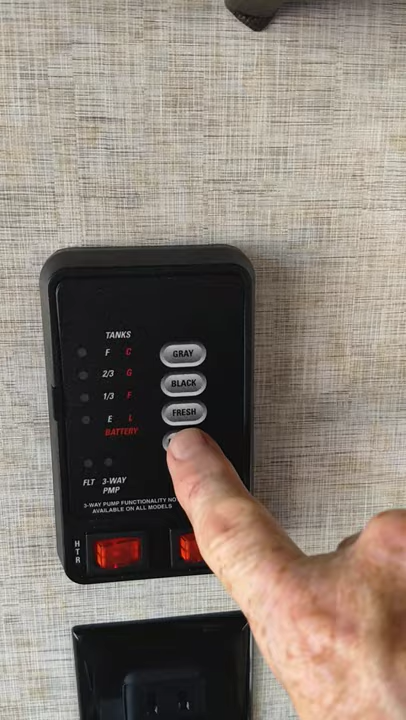 TANKS
F C GRAY
2/3 G BLACK
1/3 F FRESH
E L
BATTERY
FLT 3-WAY
PMP
3-WAY PUMP FUNCTIONALITY NO
AVAILABLE ON ALL MODELS
HTR